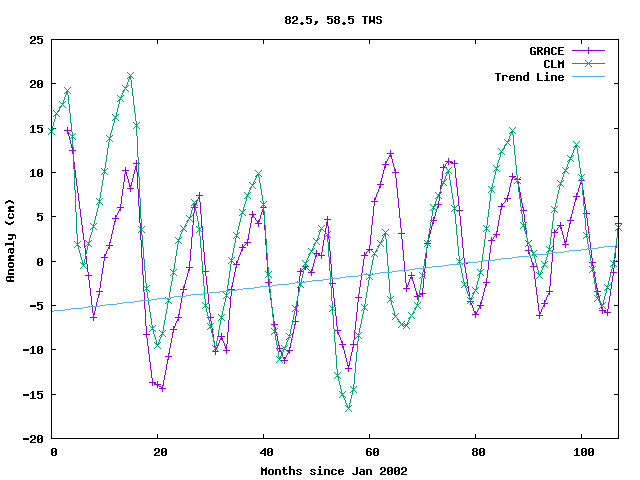 82.5, 58.5 TWS
GRACE
CLM
Trend Line
25
20
15
10
5
0
-5
-10
-15
-20
Anomaly (cm)
0 20 40 60 80 100
Months since Jan 2002